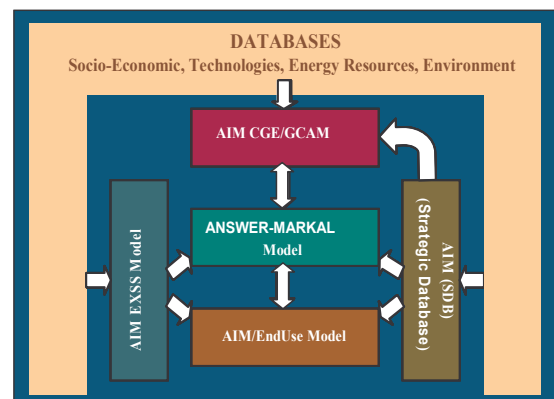 DATABASES
Socio-Economic, Technologies, Energy Resources, Environment
AIM CGE/GCAM
ANSWER-MARKAL
Model
AIM/EndUse Model
AIM EXSS Model
AIM (SDB)
(Strategic Database)